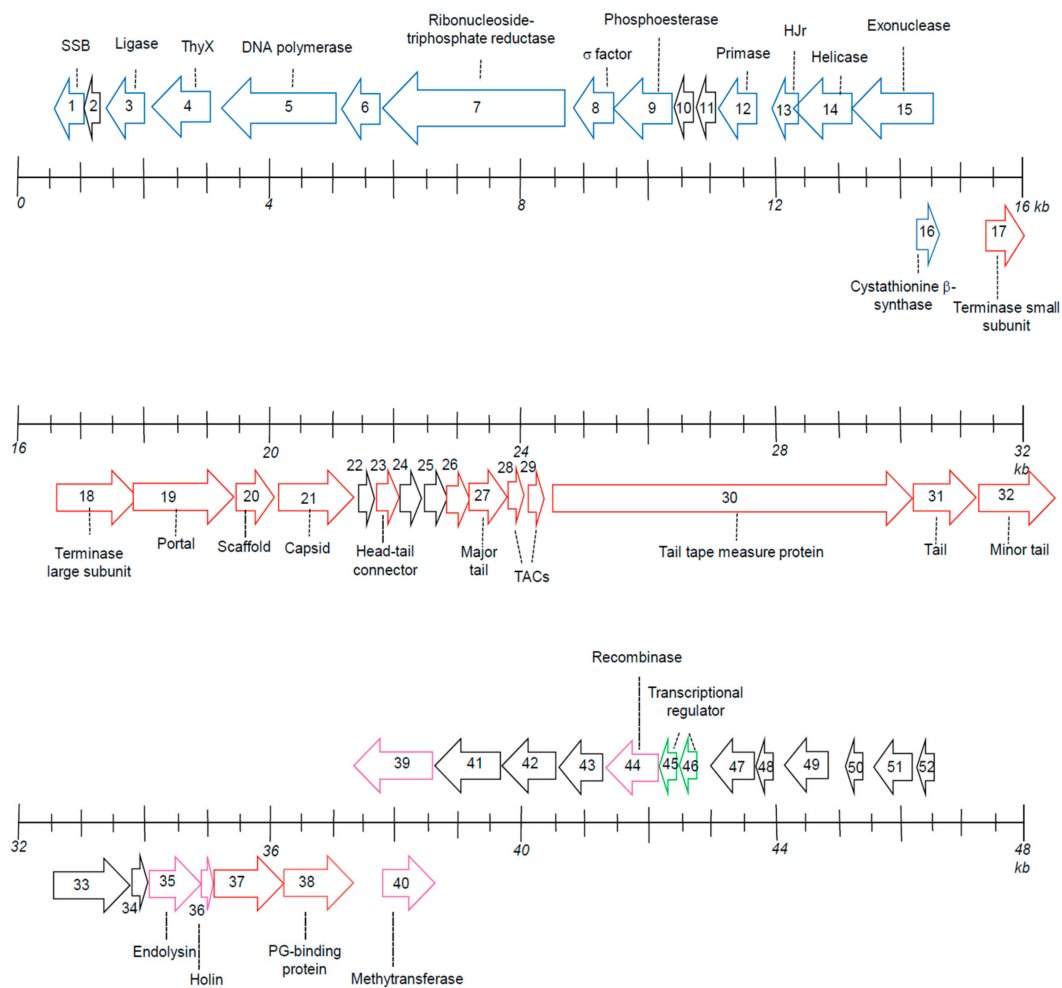 SSB
Ligase
ThyX
DNA polymerase
Ribonucleoside-
triphosphate reductase
σ factor
Phosphoesterase
Primase
HJr
Helicase
Exonuclease
1 2 3 4 5 6 7 8 9 10 11 12 13 14 15
0 4 8 12 16 kb
16 17
Cystathionine β-
synthase
Terminase small
subunit
16 20 24 28 32
kb
18 19 20 21 22 23 24 25 26 27 28 29 30 31 32
Terminase
large subunit
Portal
Scaffold
Capsid
Head-tail
connector
Major
tail
TACs
Tail tape measure protein
Tail
Minor tail
Recombinase
Transcriptional
regulator
39 41 42 43 44 45 46 47 48 49 50 51 52
32 36 40 44 48
kb
33 34 35 36 37 38 40
Endolysin
Holin
PG-binding
protein
Methytransferase